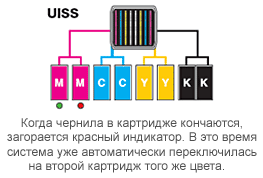 UISS
M M C C Y Y K K
Когда чернила в картридже кончаются,
загорается красный индикатор. В это время
система уже автоматически переключилась
на второй картридж того же цвета.